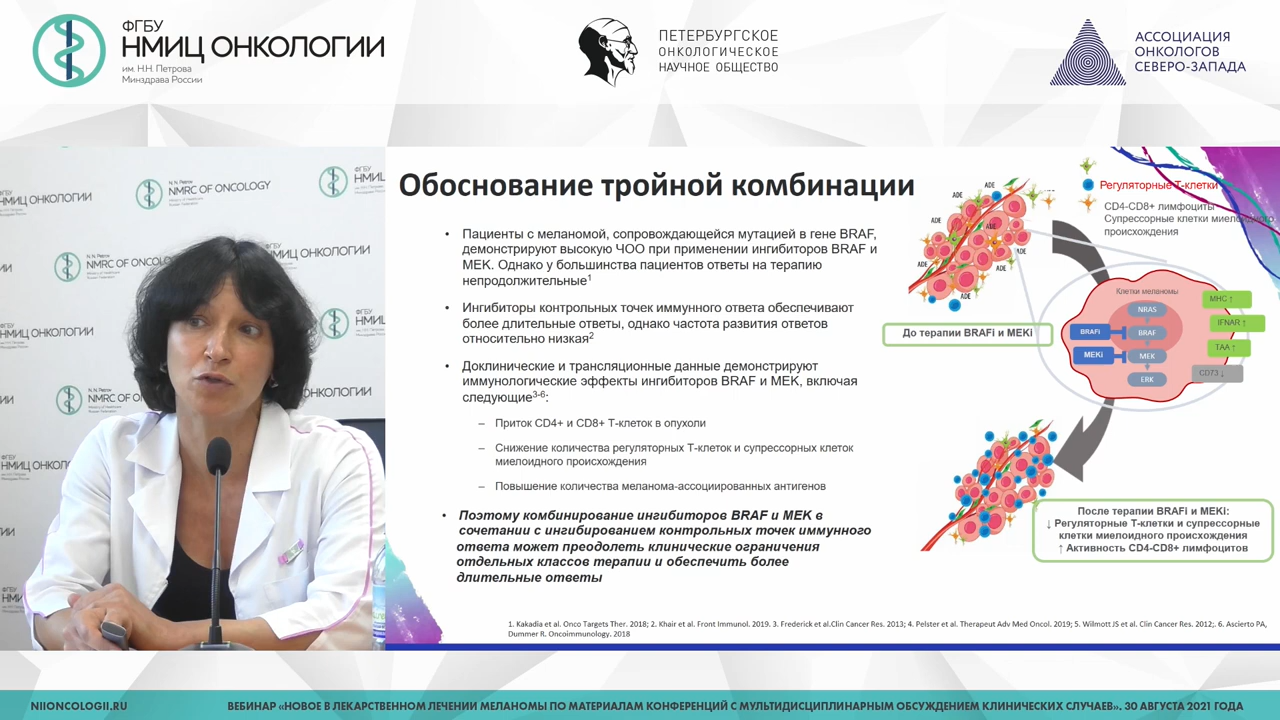 ФГБУ
НМИЦ ОНКОЛОГИИ
им. Н.Н. Петрова
Минздрава России
ПЕТЕРБУРГСКОЕ
ОНКОЛОГИЧЕСКОЕ
НАУЧНОЕ ОБЩЕСТВО
АССОЦИАЦИЯ
ОНКОЛОГОВ
СЕВЕРО-ЗАПАДА
N.N. Petrov
NMRC OF ONCOLOGY
Обоснование тройной комбинации
• Пациенты с меланомой, сопровождающейся мутацией в гене BRAF,
демонстрируют высокую ЧОО при применении ингибиторов BRAF и
MEK. Однако у большинства пациентов ответы на терапию
непродолжительные1
• Ингибиторы контрольных точек иммунного ответа обеспечивают
более длительные ответы, однако частота развития ответов
относительно низкая2
• Доклинические и трансляционные данные демонстрируют
иммунологические эффекты ингибиторов BRAF и MEK, включая
следующие3-6:
– Приток CD4+ и CD8+ Т-клеток в опухоли
– Снижение количества регуляторных Т-клеток и супрессорных клеток
миелоидного происхождения
– Повышение количества меланома-ассоциированных антигенов
• Поэтому комбинирование ингибиторов BRAF и MEK в
сочетании с ингибированием контрольных точек иммунного
ответа может преодолеть клинические ограничения
отдельных классов терапии и обеспечить более
длительные ответы
ADE
ADE
ADE
ADE
ADE
ADE
ADE
Регуляторные Т-клетки
CD4-CD8+ лимфоциты
Супрессорные клетки миелоидного
происхождения
До терапии BRAFi и MEKi
Клетки меланомы
NRAS
BRAFi
BRAF
MEKi
MEK
ERK
MHC ↑
IFNAR ↑
TAA ↑
CD73 ↓
После терапии BRAFi и MEKi:
↓ Регуляторные Т-клетки и супрессорные
клетки миелоидного происхождения
↑ Активность CD4-CD8+ лимфоцитов
1. Kakadia et al. Onco Targets Ther. 2018; 2. Khair et al. Front Immunol. 2019. 3. Frederick et al.Clin Cancer Res. 2013; 4. Pelster et al. Therapeut Adv Med Oncol. 2019; 5. Wilmott JS et al. Clin Cancer Res. 2012;. 6. Ascierto PA,
Dummer R. Oncoimmunology. 2018
NIIONCOLOGII.RU
ВЕБИНАР «НОВОЕ В ЛЕКАРСТВЕННОМ ЛЕЧЕНИИ МЕЛАНОМЫ ПО МАТЕРИАЛАМ КОНФЕРЕНЦИЙ С МУЛЬТИДИСЦИПЛИНАРНЫМ ОБСУЖДЕНИЕМ КЛИНИЧЕСКИХ СЛУЧАЕВ». 30 АВГУСТА 2021 ГОДА